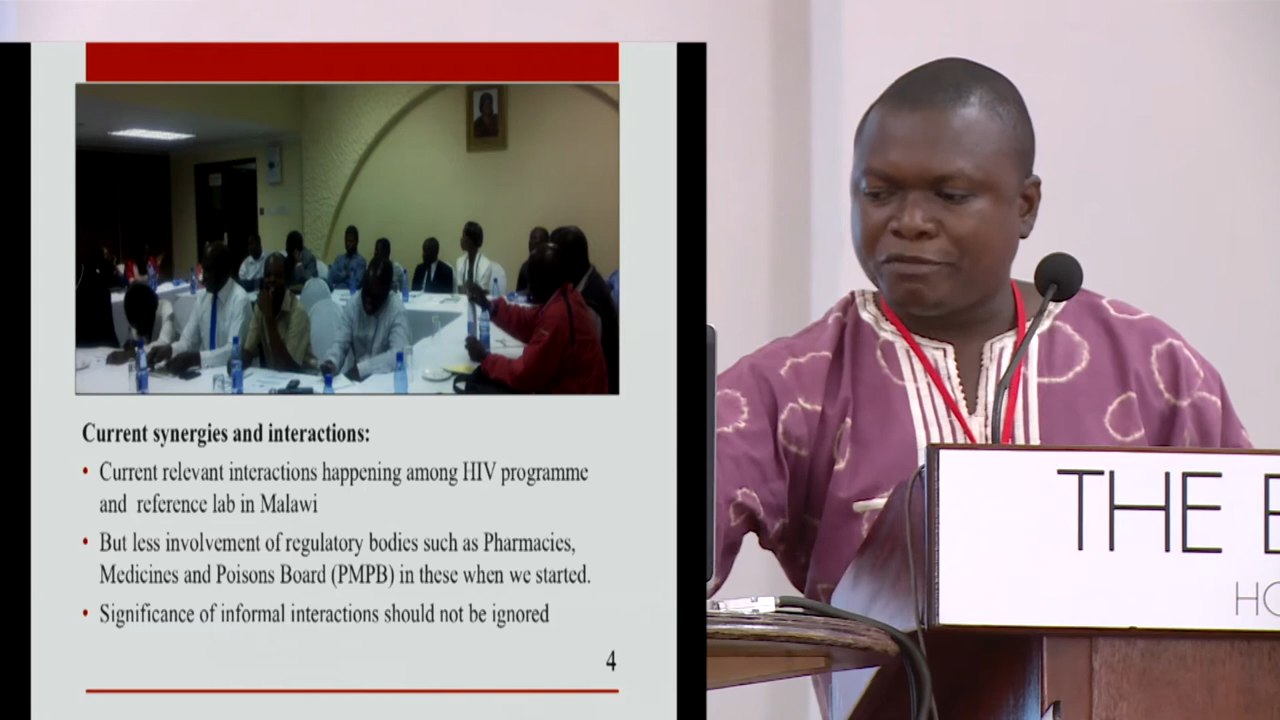 Current synergies and interactions:
• Current relevant interactions happening among HIV programme
and reference lab in Malawi
• But less involvement of regulatory bodies such as Pharmacies,
Medicines and Poisons Board (PMPB) in these when we started.
• Significance of informal interactions should not be ignored
4
THE E
HO